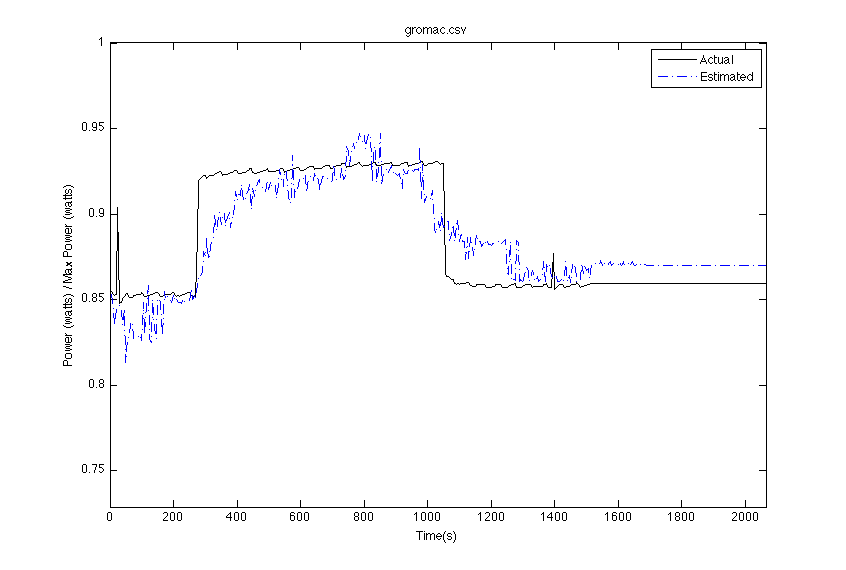 gromac.csv
1
0.95
0.9
0.85
0.8
0.75
Power (watts) / Max Power (watts)
Actual
Estimated
0 200 400 600 800 1000 1200 1400 1600 1800 2000
Time(s)